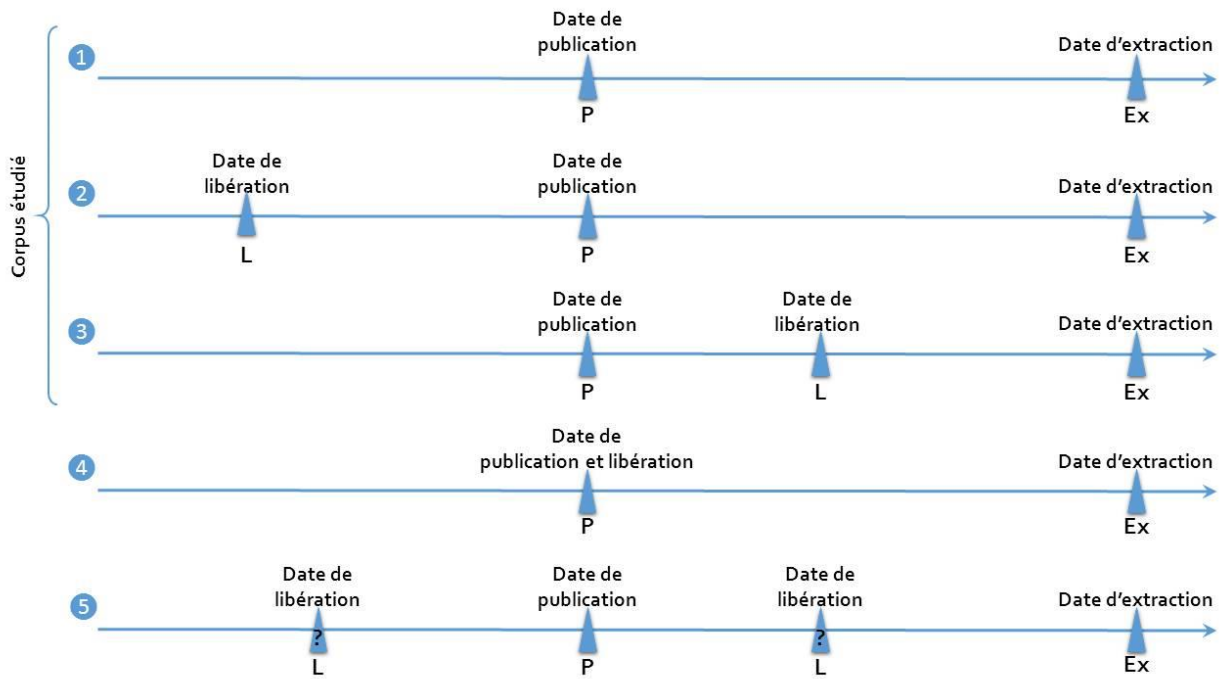 Corpus étudié
1
Date de
publication
Date d'extraction
P
Ex
2
Date de
libération
Date de
publication
Date d'extraction
L
P
Ex
3
Date de
publication
Date de
libération
Date d'extraction
P
L
Ex
4
Date de
publication et libération
Date d'extraction
P
Ex
5
Date de
libération
Date de
publication
Date de
libération
Date d'extraction
?
?
L
P
L
Ex